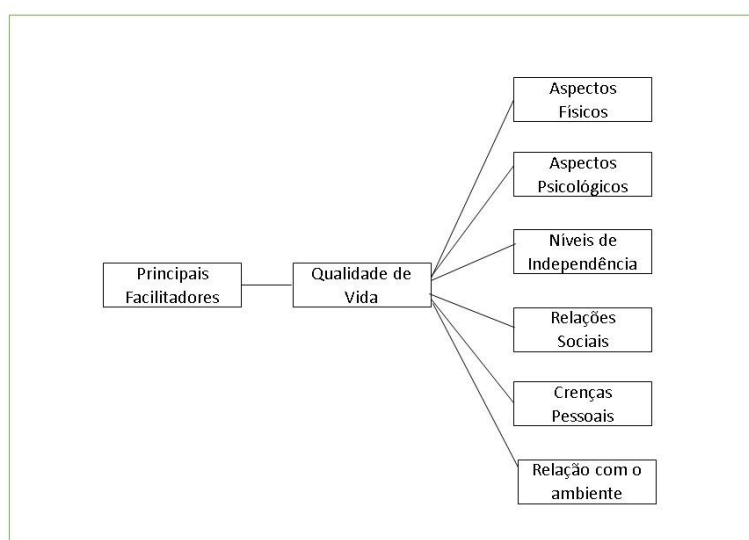 Principais
Facilitadores
Qualidade de
Vida
Aspectos
Físicos
Aspectos
Psicológicos
Níveis de
Independência
Relações
Sociais
Crenças
Pessoais
Relação com o
ambiente